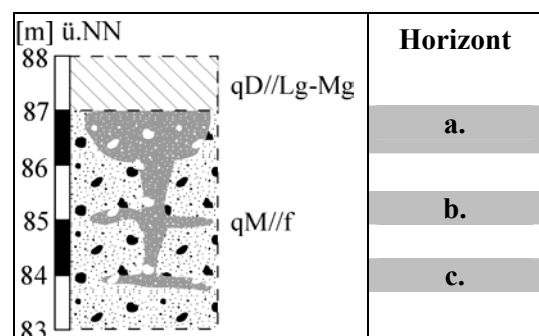 [m] ü.NN
Horizont
88
qD//Lg-Mg
87
a.
86
b.
85
qM//f
c.
84
83